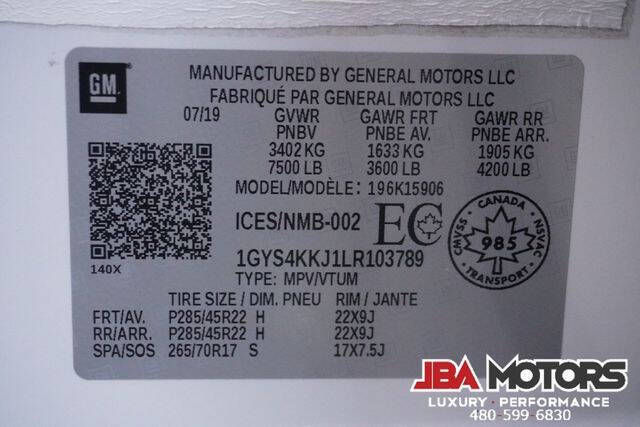 GM
MANUFACTURED BY GENERAL MOTORS LLC
FABRIQUÉ PAR GENERAL MOTORS LLC
07/19 GVWR GAWR FRT GAWR RR
PNBV PNBE AV. PNBE ARR.
3402 KG 1633 KG 1905 KG
7500 LB 3600 LB 4200 LB
MODEL/MODÈLE: 196K15906
ICES/NMB-002 EC
1GYS4KKJ1LR103789
TYPE: MPV/VTUM
140X
CANADA
CMVSS 985 NSVAC
TRANSPORT
TIRE SIZE / DIM. PNEU RIM / JANTE
FRT/AV. P285/45R22 H 22X9J
RR/ARR. P285/45R22 H 22X9J
SPA/SOS 265/70R17 S 17X7.5J
JBA MOTORS
LUXURY · PERFORMANCE
480-599-6830